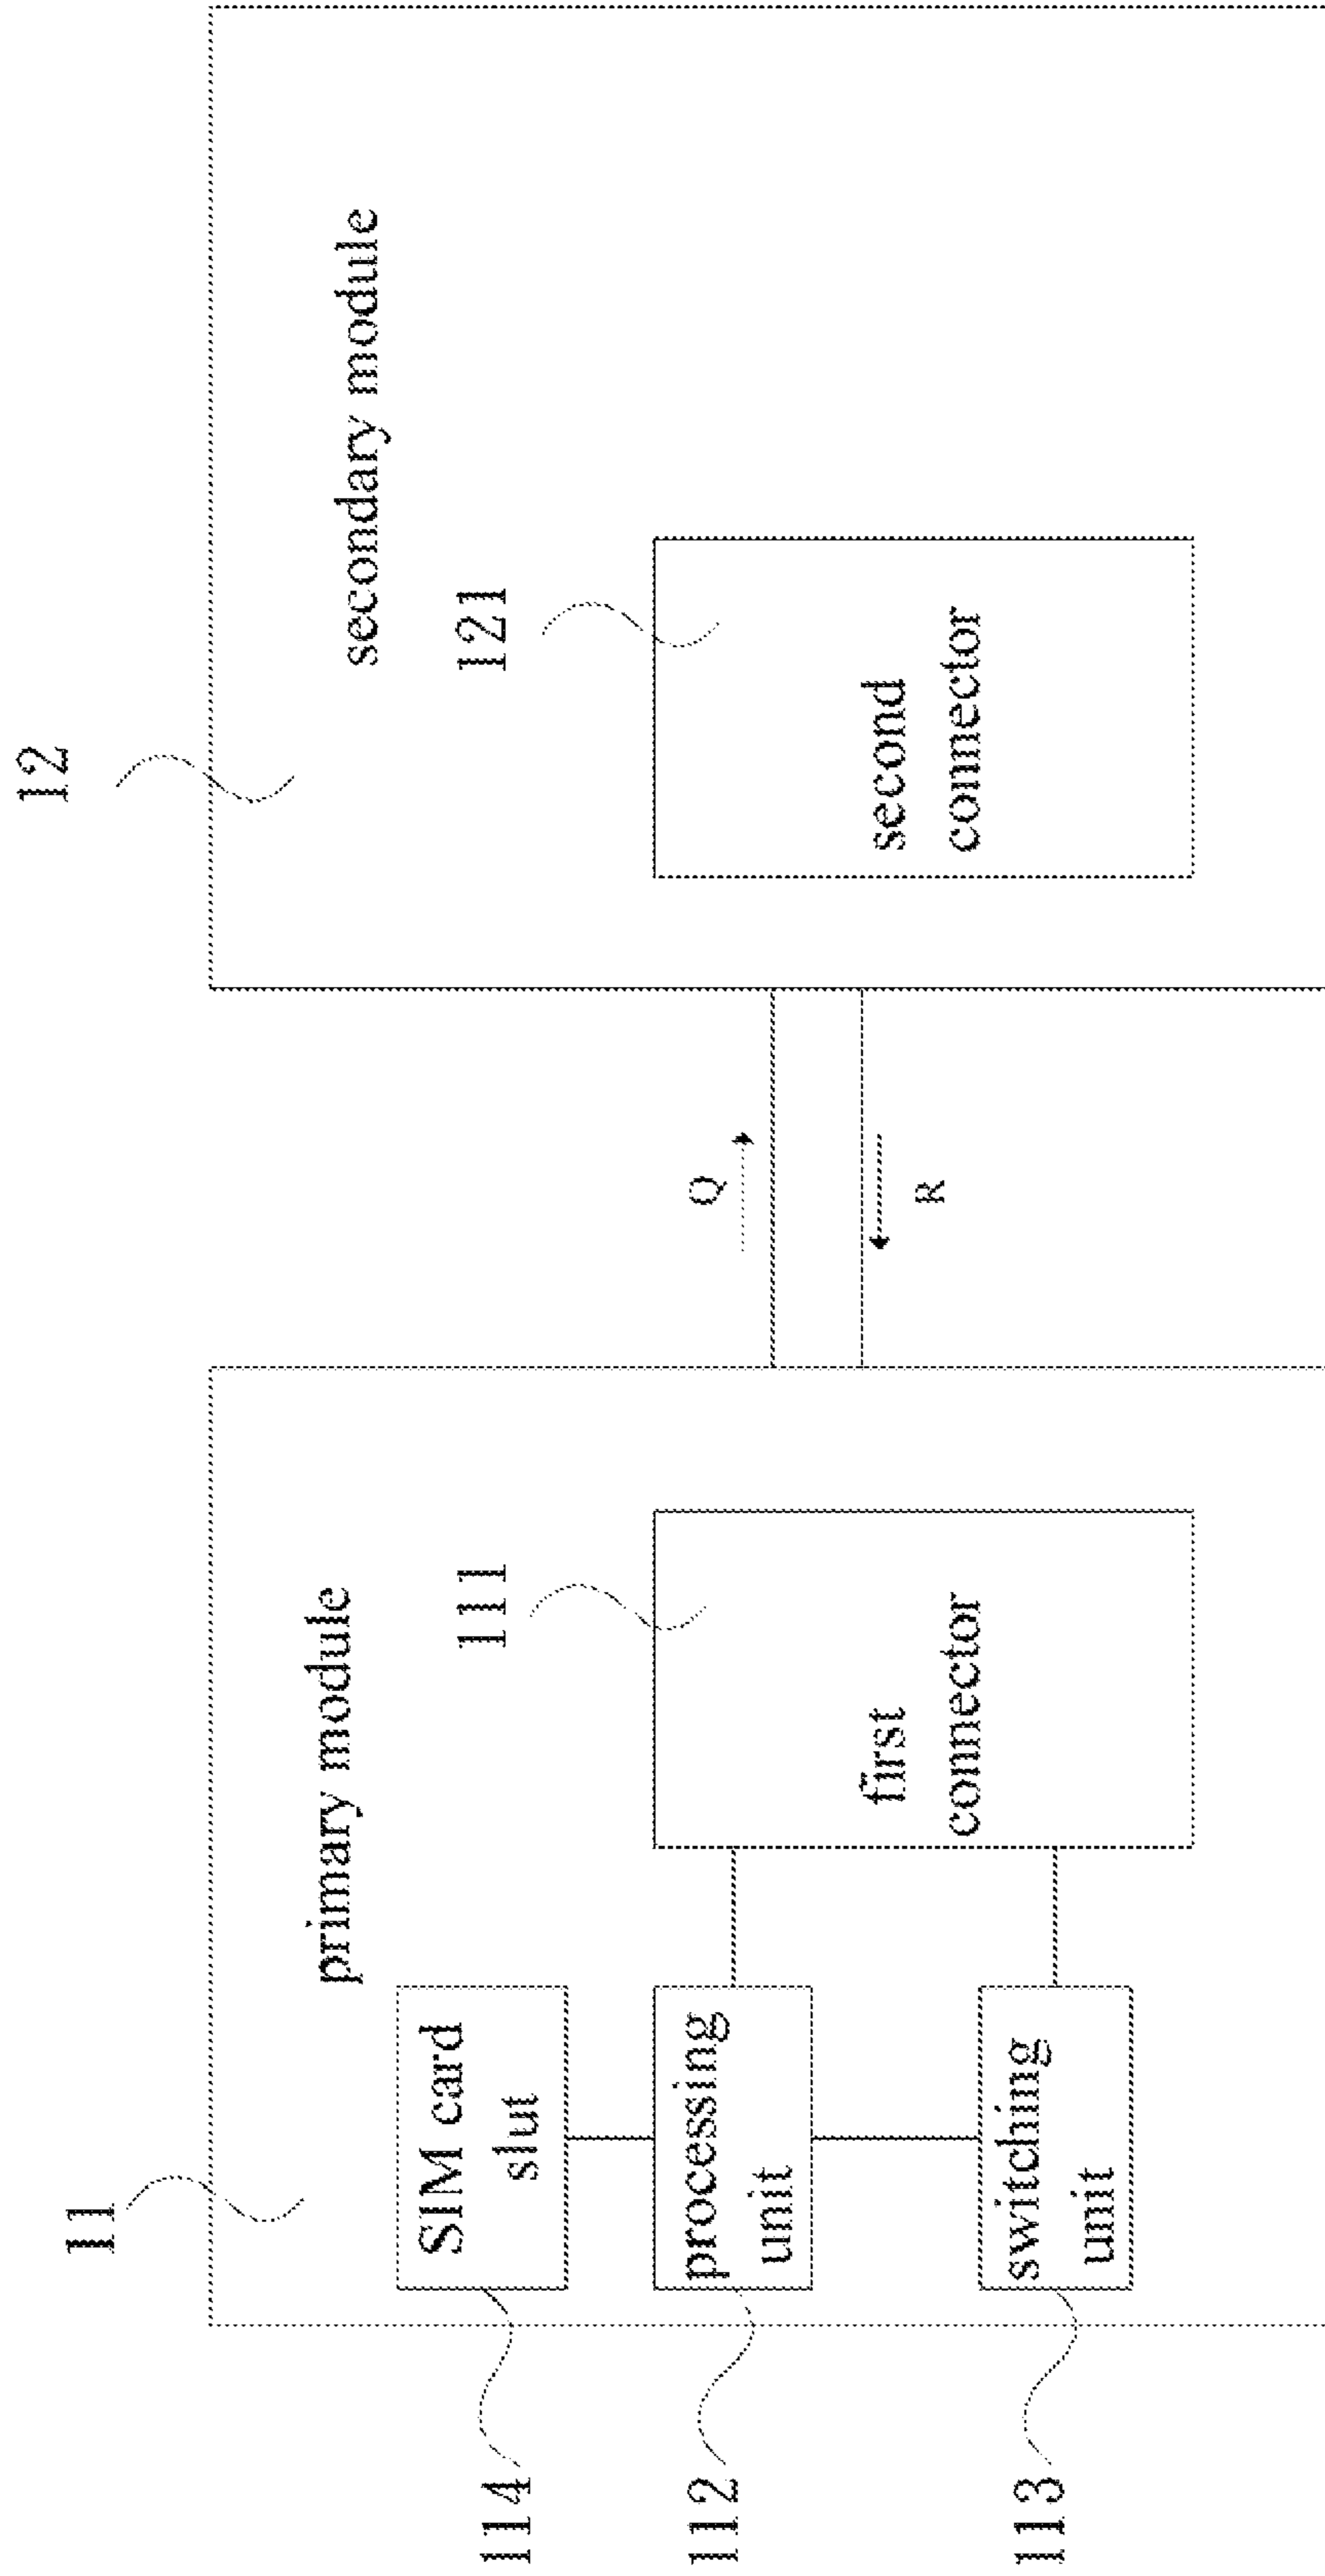 11
primary module
114
SIM card
slut
112
processing
unit
113
switching
unit
111
first
connector
Q
R
12
secondary module
121
second
connector